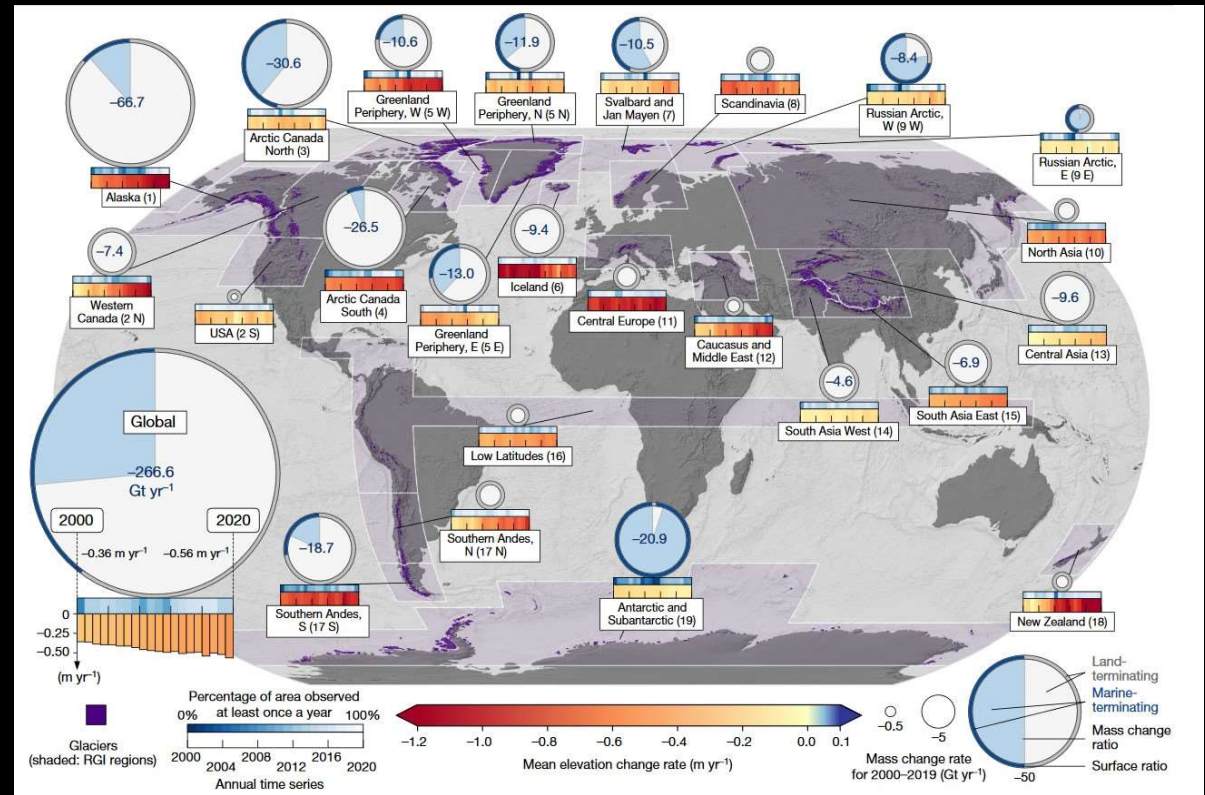 −66.7
Alaska (1)
−30.6
Arctic Canada
North (3)
−10.6
Greenland
Periphery, W (5 W)
−11.9
Greenland
Periphery, N (5 N)
−10.5
Svalbard and
Jan Mayen (7)
Scandinavia (8)
−8.4
Russian Arctic,
W (9 W)
Russian Arctic,
E (9 E)
−7.4
Western
Canada (2 N)
USA (2 S)
−26.5
Arctic Canada
South (4)
−13.0
Greenland
Periphery, E (5 E)
−9.4
Iceland (6)
Central Europe (11)
Caucasus and
Middle East (12)
North Asia (10)
−9.6
Central Asia (13)
−4.6
South Asia West (14)
−6.9
South Asia East (15)
Low Latitudes (16)
Southern Andes,
N (17 N)
−18.7
Southern Andes,
S (17 S)
−20.9
Antarctic and
Subantarctic (19)
New Zealand (18)
Global
−266.6
Gt yr⁻¹
2000
2020
−0.36 m yr⁻¹
−0.56 m yr⁻¹
0
−0.25
−0.50
(m yr⁻¹)
Glaciers
(shaded: RGI regions)
Percentage of area observed
0% at least once a year 100%
2000 2008 2016
2004 2012 2020
Annual time series
−1.2 −1.0 −0.8 −0.6 −0.4 −0.2 0.0 0.1
Mean elevation change rate (m yr⁻¹)
−0.5
−5
−50
Mass change rate
for 2000–2019 (Gt yr⁻¹)
Land-
terminating
Marine-
terminating
Mass change
ratio
Surface ratio